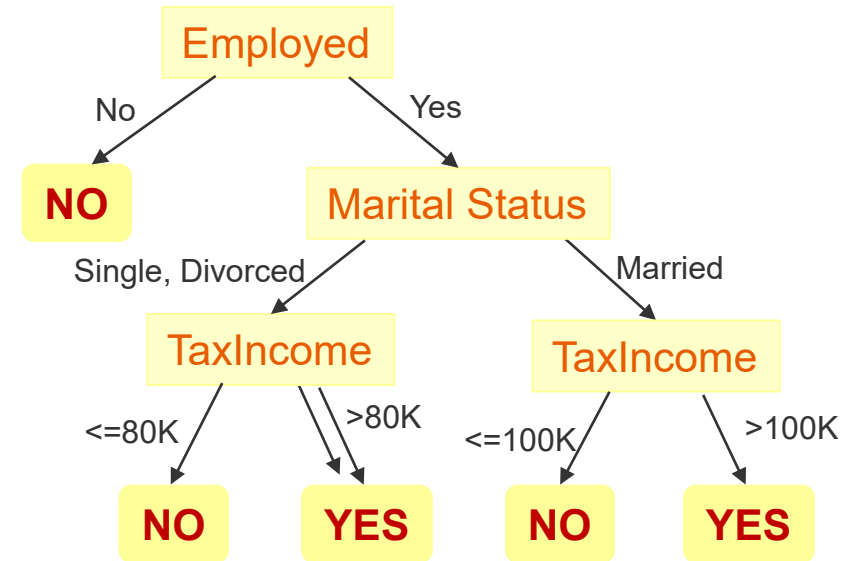 Employed
No
Yes
NO
Marital Status
Single, Divorced
Married
TaxIncome
TaxIncome
<=80K
>80K
<=100K
>100K
NO
YES
NO
YES